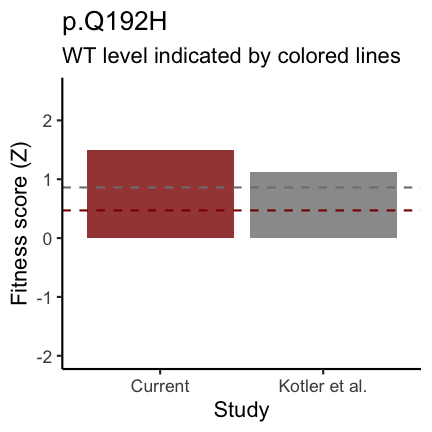 p.Q192H
WT level indicated by colored lines
Fitness score (Z)
2
1
0
-1
-2
Current
Kotler et al.
Study